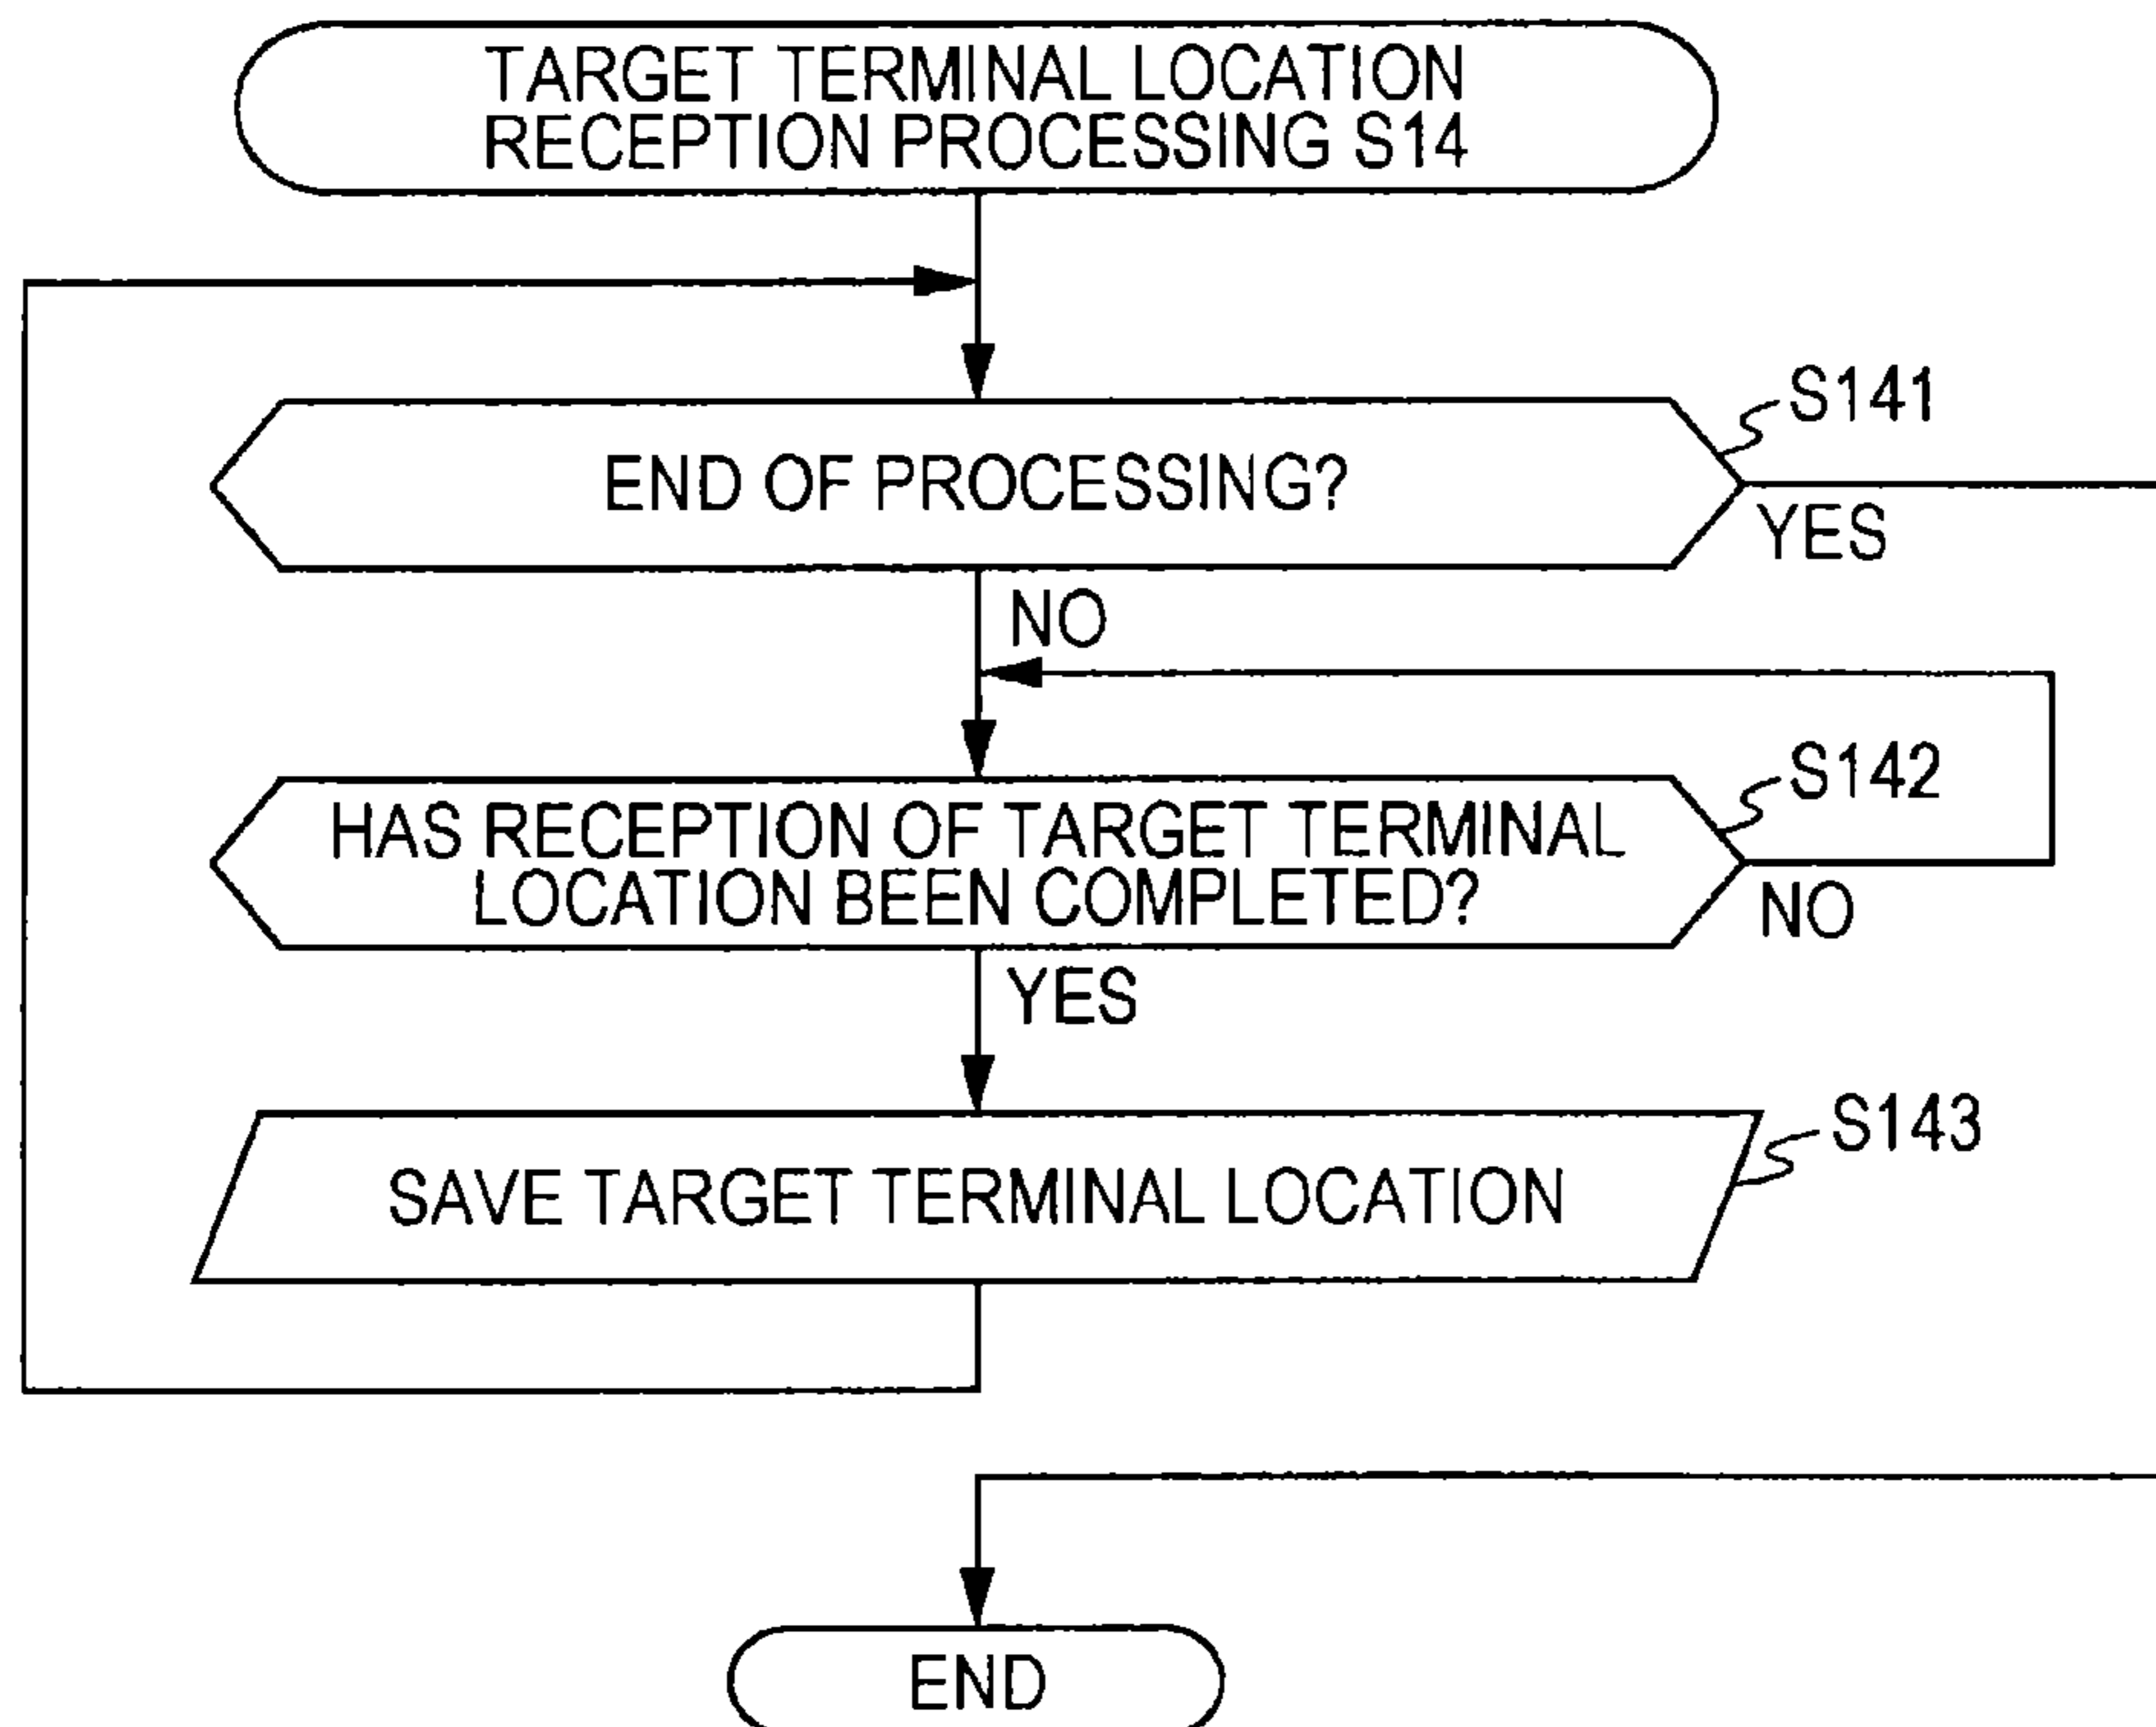 TARGET TERMINAL LOCATION
RECEPTION PROCESSING S14
S141
END OF PROCESSING?
YES
NO
S142
HAS RECEPTION OF TARGET TERMINAL
LOCATION BEEN COMPLETED?
NO
YES
S143
SAVE TARGET TERMINAL LOCATION
END